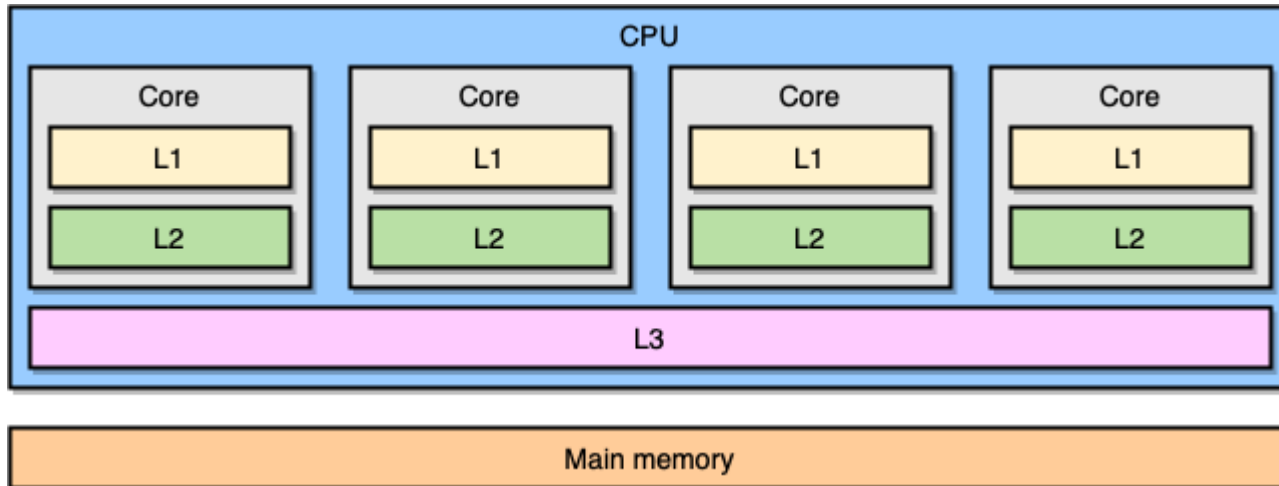 CPU
Core Core Core Core
L1 L1 L1 L1
L2 L2 L2 L2
L3
Main memory